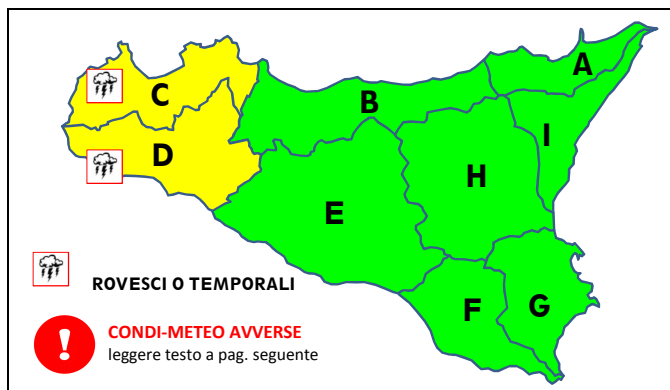 A
C
B
I
D
H
E
ROVESCI O TEMPORALI
F
G
CONDI-METEO AVVERSE
leggere testo a pag. seguente